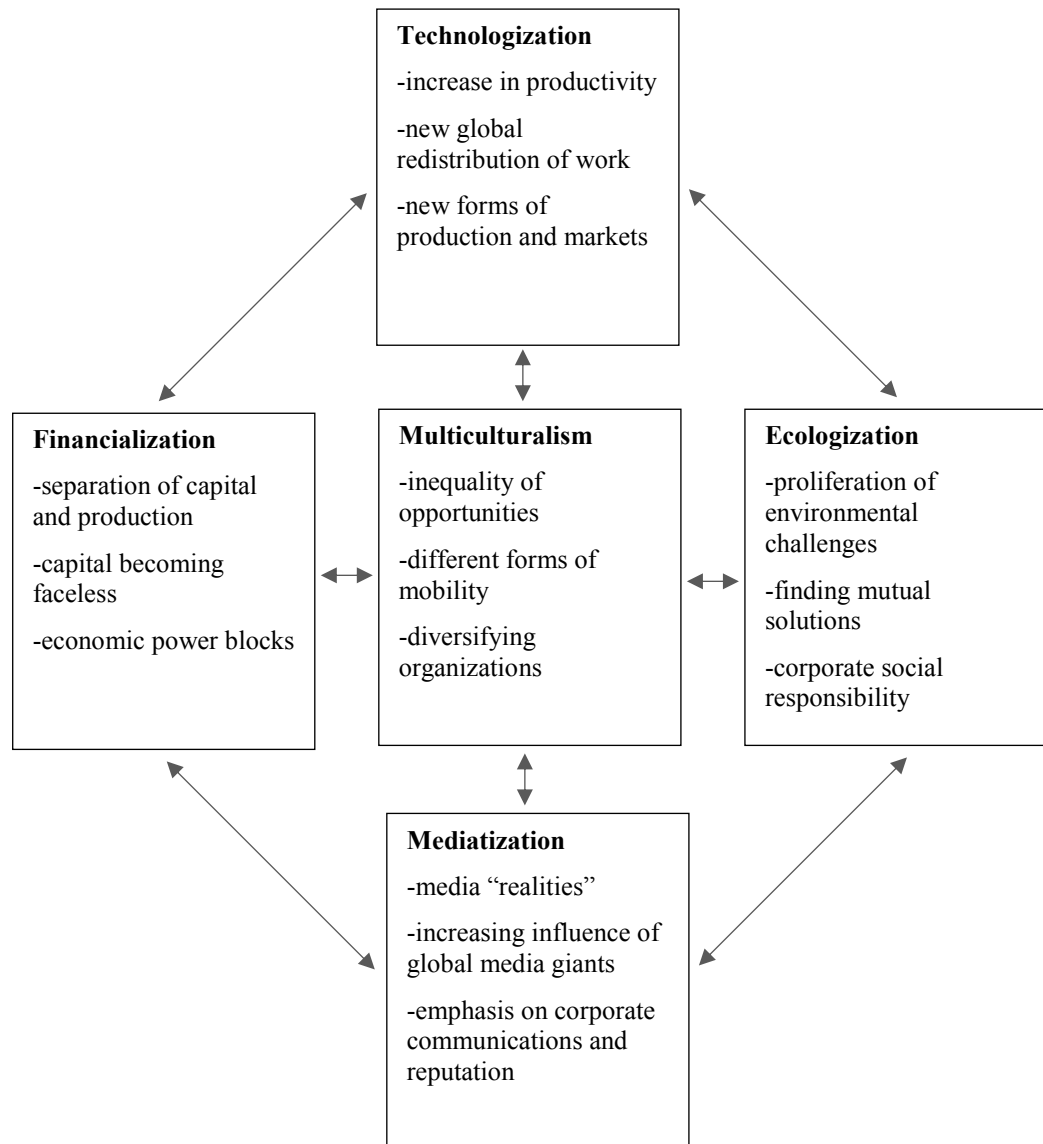 Technologization
-increase in productivity
-new global
redistribution of work
-new forms of
production and markets
Financialization
-separation of capital
and production
-capital becoming
faceless
-economic power blocks
Multiculturalism
-inequality of
opportunities
-different forms of
mobility
-diversifying
organizations
Ecologization
-proliferation of
environmental
challenges
-finding mutual
solutions
-corporate social
responsibility
Mediatization
-media “realities”
-increasing influence of
global media giants
-emphasis on corporate
communications and
reputation